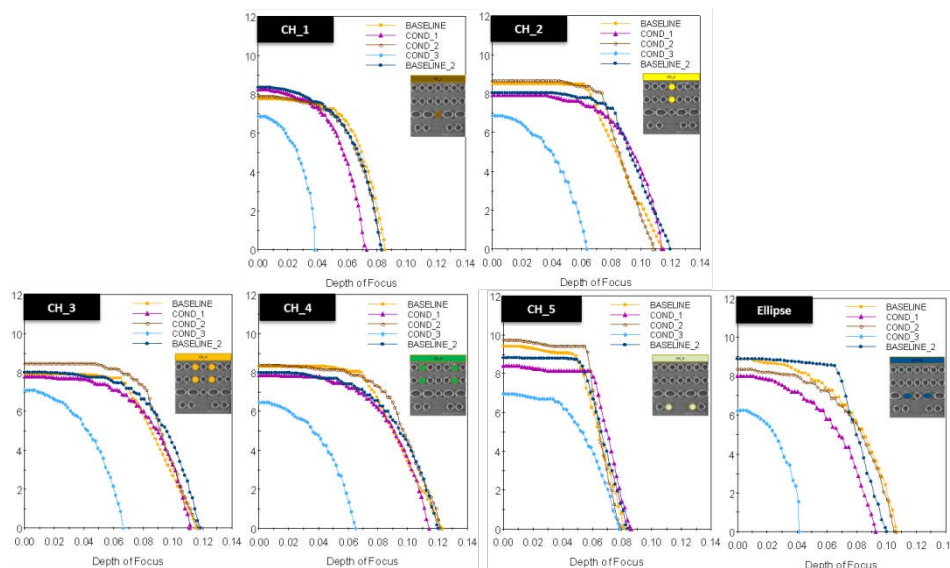 CH_1
BASELINE
COND_1
COND_2
COND_3
BASELINE_2
12
10
8
6
4
2
0
0.00 0.02 0.04 0.06 0.08 0.10 0.12 0.14
Depth of Focus
CH_2
BASELINE
COND_1
COND_2
COND_3
BASELINE_2
12
10
8
6
4
2
0
0.00 0.02 0.04 0.06 0.08 0.10 0.12 0.14
Depth of Focus
CH_3
BASELINE
COND_1
COND_2
COND_3
BASELINE_2
12
10
8
6
4
2
0
0.00 0.02 0.04 0.06 0.08 0.10 0.12 0.14
Depth of Focus
CH_4
BASELINE
COND_1
COND_2
COND_3
BASELINE_2
12
10
8
6
4
2
0
0.00 0.02 0.04 0.06 0.08 0.10 0.12 0.14
Depth of Focus
CH_5
BASELINE
COND_1
COND_2
COND_3
BASELINE_2
12
10
8
6
4
2
0
0.00 0.02 0.04 0.06 0.08 0.10 0.12 0.14
Depth of Focus
Ellipse
BASELINE
COND_1
COND_2
COND_3
BASELINE_2
12
10
8
6
4
2
0
0.00 0.02 0.04 0.06 0.08 0.10 0.12 0.14
Depth of Focus